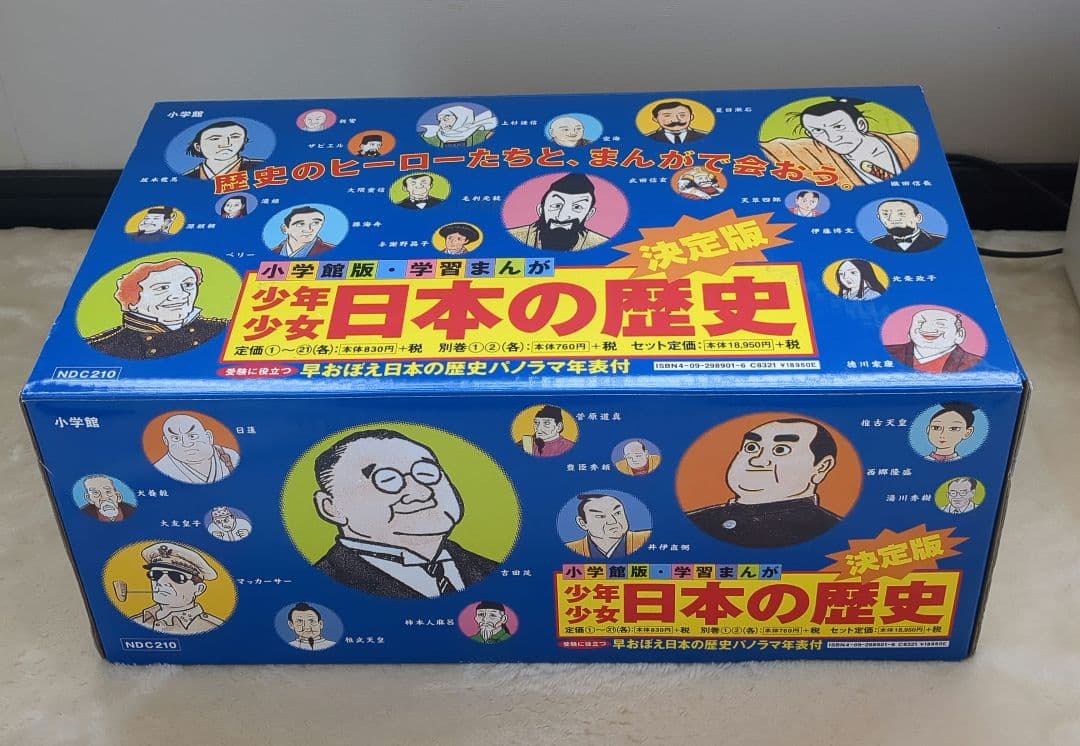 小学館
親鸞
上杉謙信
空海
夏目漱石
ザビエル
歴史のヒーローたちと、まんがで会おう。
坂本龍馬
大隈重信
毛利元就
武田信玄
天草四郎
織田信長
源頼朝
勝海舟
与謝野晶子
伊藤博文
ペリー
決定版
北条政子
小学館版・学習まんが
少年
少女
日本の歴史
定価①〜㉑(各):本体830円+税 別巻①②(各):本体760円+税 セット定価:本体18,950円+税
徳川家康
NDC210
受験に役立つ 早おぼえ日本の歴史パノラマ年表付
ISBN4-09-298901-6 C8321 ¥18950E
小学館
日蓮
菅原道真
推古天皇
豊臣秀頼
西郷隆盛
犬養毅
湯川秀樹
大友皇子
井伊直弼
決定版
マッカーサー
吉田茂
小学館版・学習まんが
少年
少女
日本の歴史
柿本人麻呂
桓武天皇
定価①〜㉑(各):本体830円+税 別巻①②(各):本体760円+税 セット定価:本体18,950円+税
NDC210
受験に役立つ 早おぼえ日本の歴史パノラマ年表付
ISBN4-09-298901-6 C8321 ¥18950E